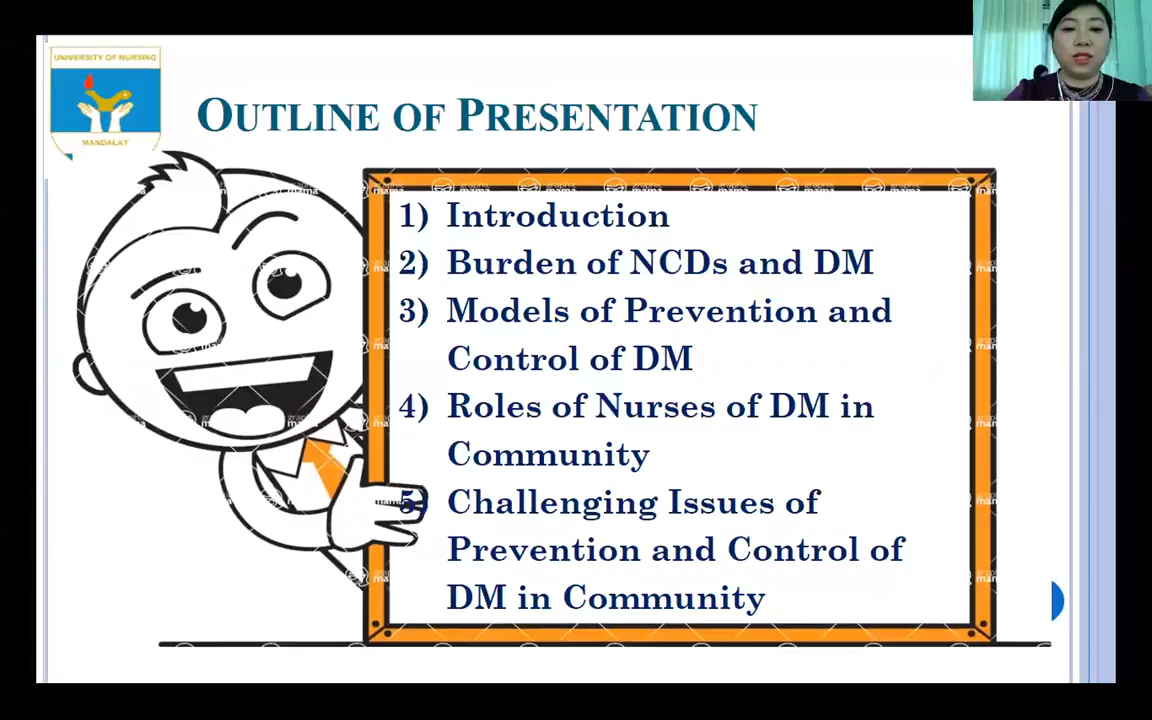 UNIVERSITY OF NURSING
MANDALAY
OUTLINE OF PRESENTATION
1) Introduction
2) Burden of NCDs and DM
3) Models of Prevention and
Control of DM
4) Roles of Nurses of DM in
Community
5) Challenging Issues of
Prevention and Control of
DM in Community